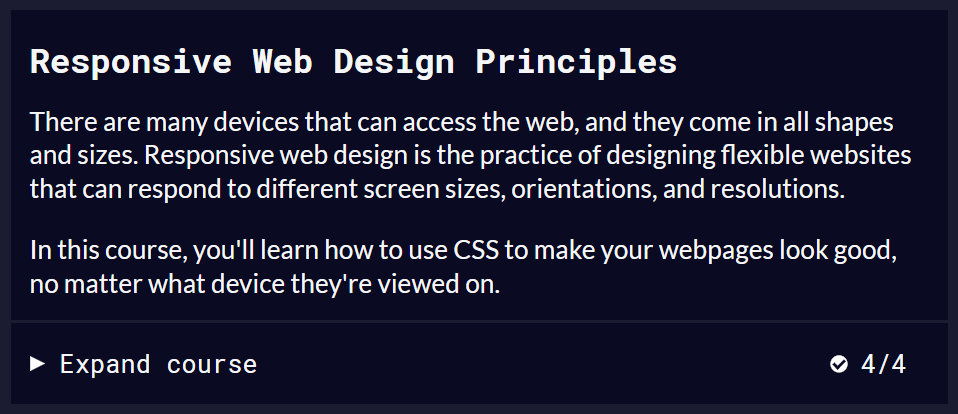 Responsive Web Design Principles
There are many devices that can access the web, and they come in all shapes
and sizes. Responsive web design is the practice of designing flexible websites
that can respond to different screen sizes, orientations, and resolutions.
In this course, you'll learn how to use CSS to make your webpages look good,
no matter what device they're viewed on.
Expand course 4/4